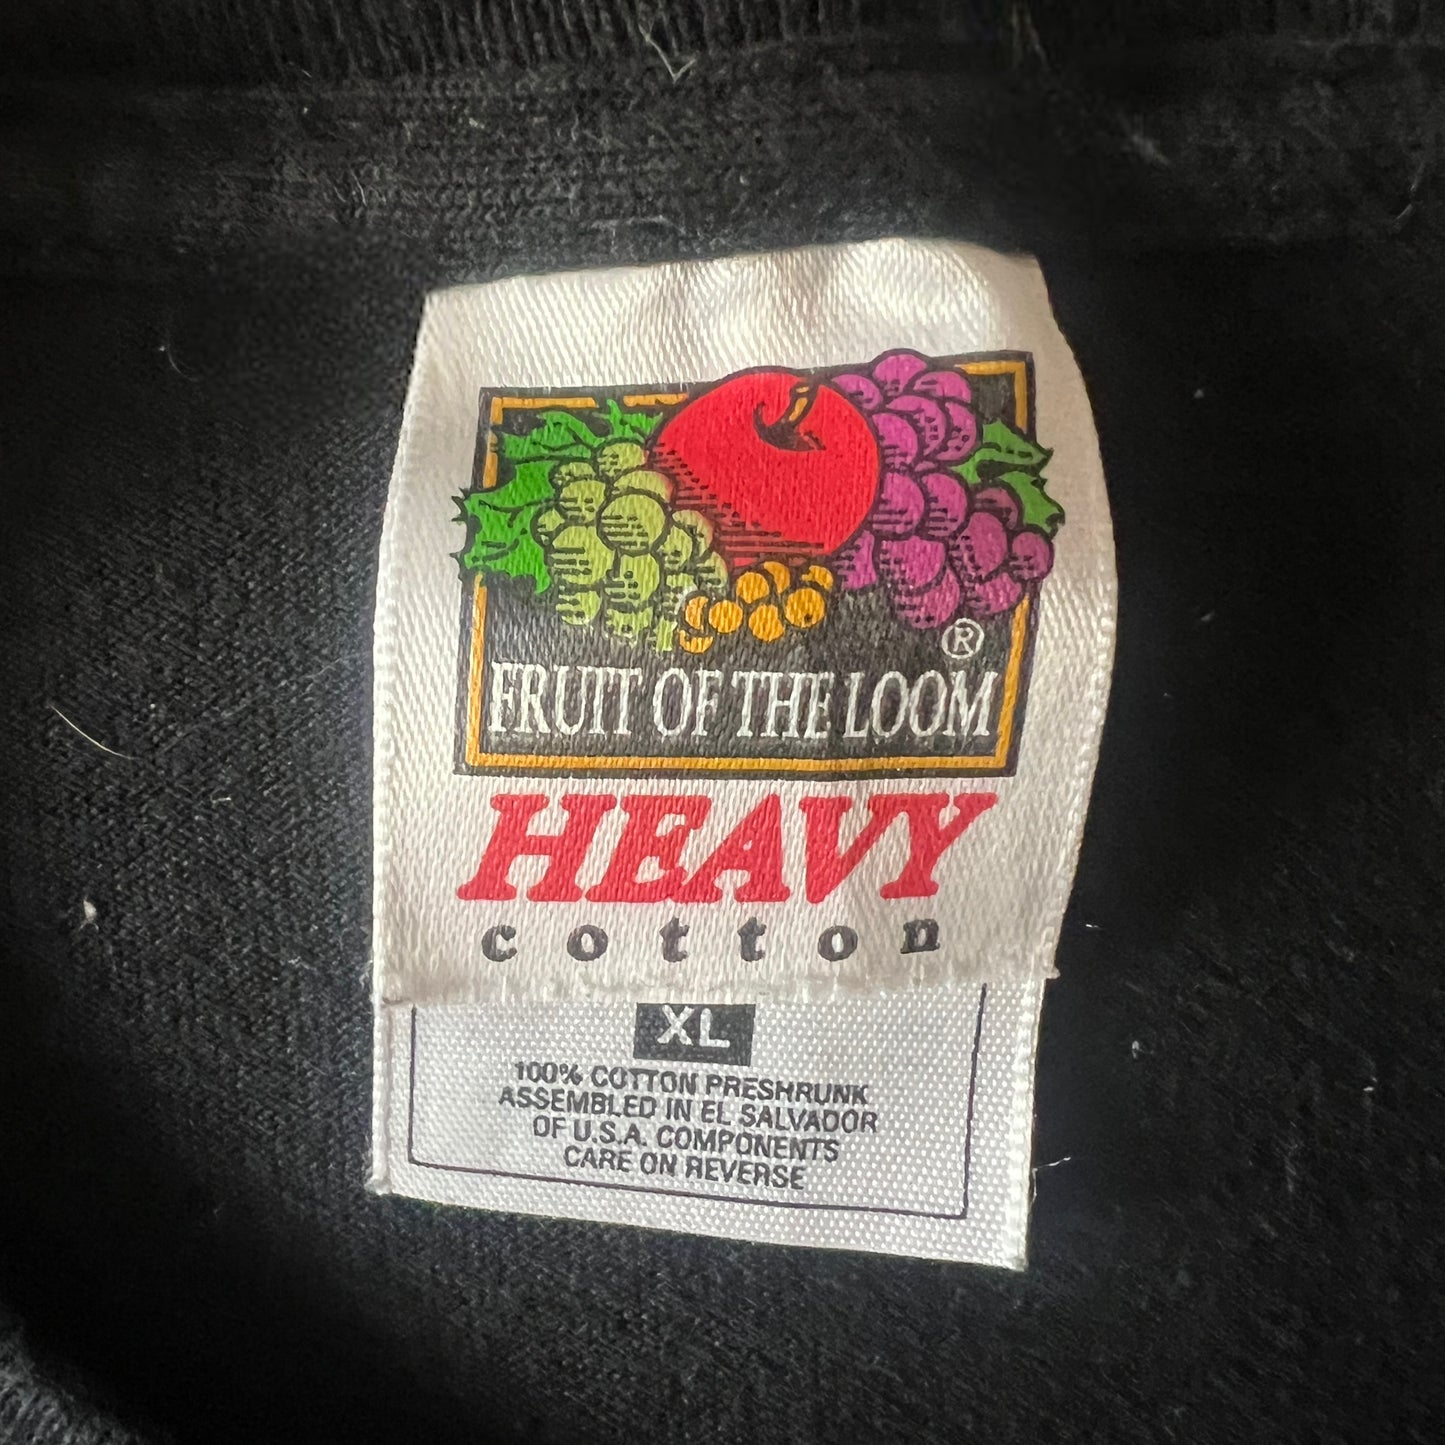 ®
FRUIT OF THE LOOM
HEAVY
cotton
XL
100% COTTON PRESHRUNK
ASSEMBLED IN EL SALVADOR
OF U.S.A. COMPONENTS
CARE ON REVERSE